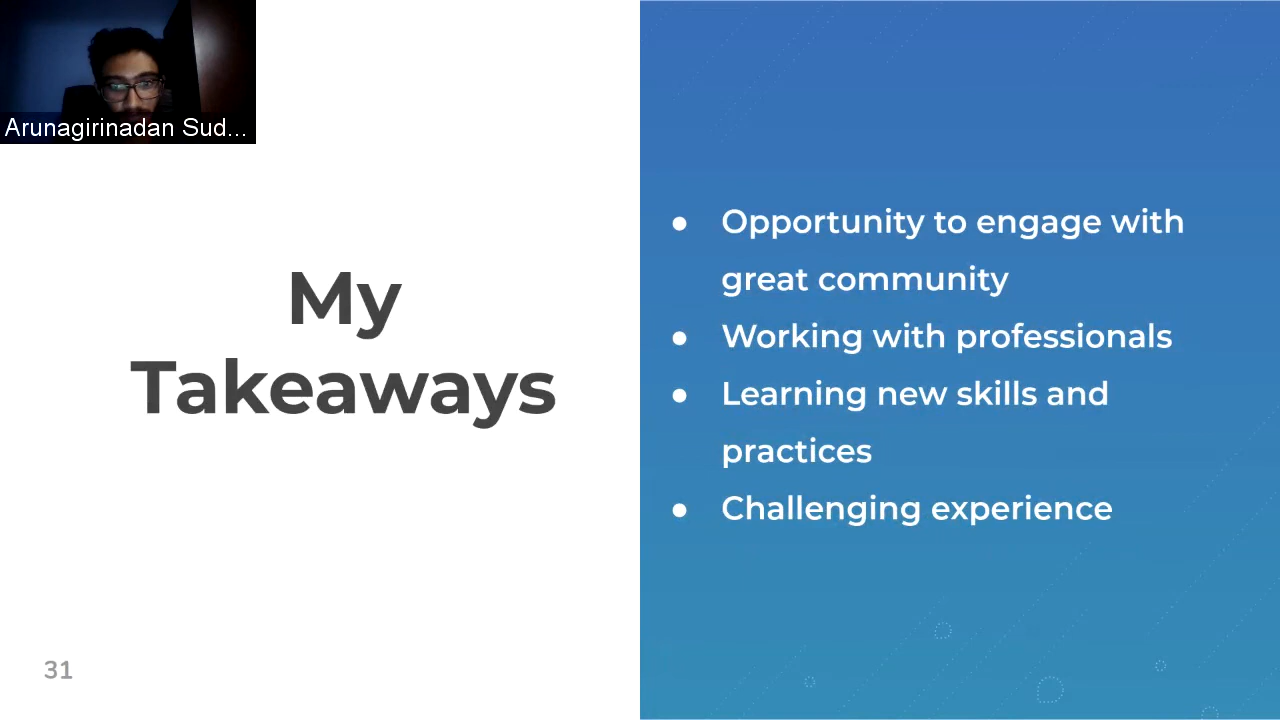 Arunagirinadan Sud...
My
Takeaways
● Opportunity to engage with
great community
● Working with professionals
● Learning new skills and
practices
● Challenging experience
31